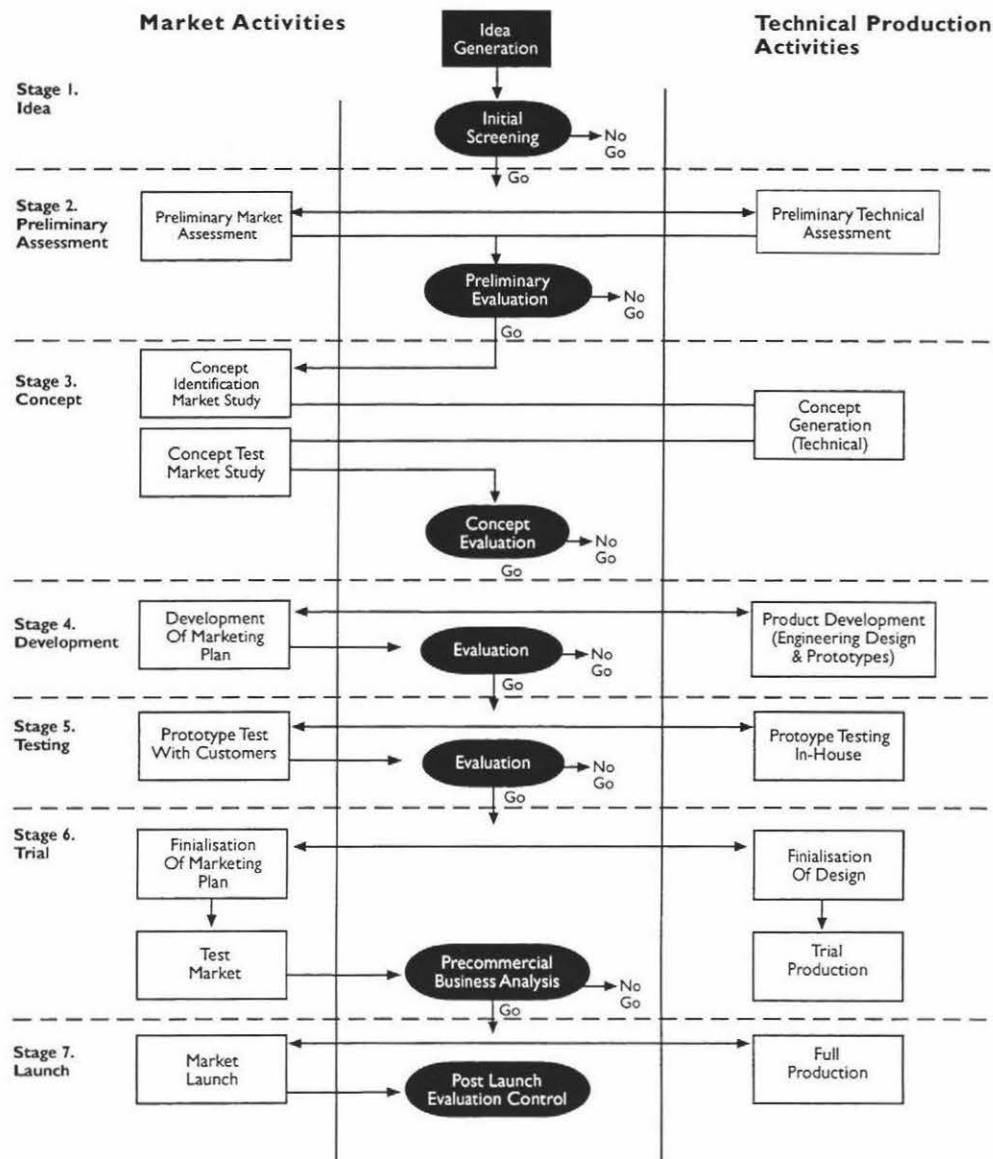 Market Activities
Idea
Generation
Technical Production
Activities
Stage 1.
Idea
Initial
Screening
No
Go
Go
Stage 2.
Preliminary
Assessment
Preliminary Market
Assessment
Preliminary Technical
Assessment
Preliminary
Evaluation
No
Go
Go
Stage 3.
Concept
Concept
Identification
Market Study
Concept
Generation
(Technical)
Concept Test
Market Study
Concept
Evaluation
No
Go
Go
Stage 4.
Development
Development
Of Marketing
Plan
Evaluation
No
Go
Go
Product Development
(Engineering Design
& Prototypes)
Stage 5.
Testing
Prototype Test
With Customers
Evaluation
No
Go
Go
Protoype Testing
In-House
Stage 6.
Trial
Finialisation
Of Marketing
Plan
Finialisation
Of Design
Test
Market
Precommercial
Business Analysis
No
Go
Go
Trial
Production
Stage 7.
Launch
Market
Launch
Post Launch
Evaluation Control
Full
Production